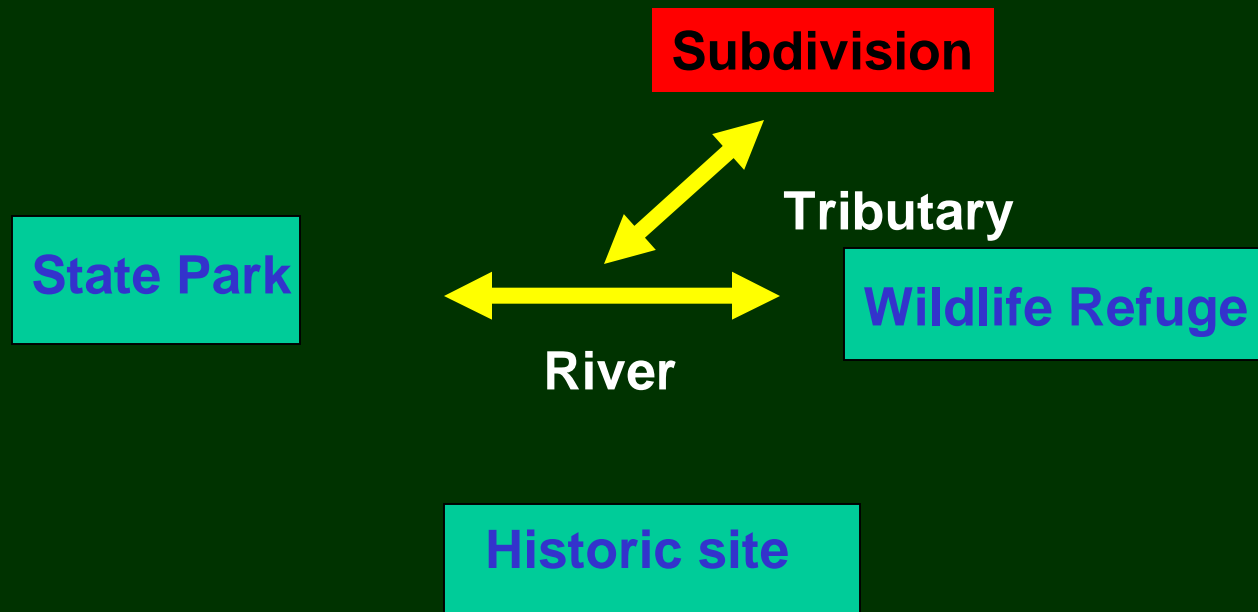 Subdivision
Tributary
State Park
Wildlife Refuge
River
Historic site